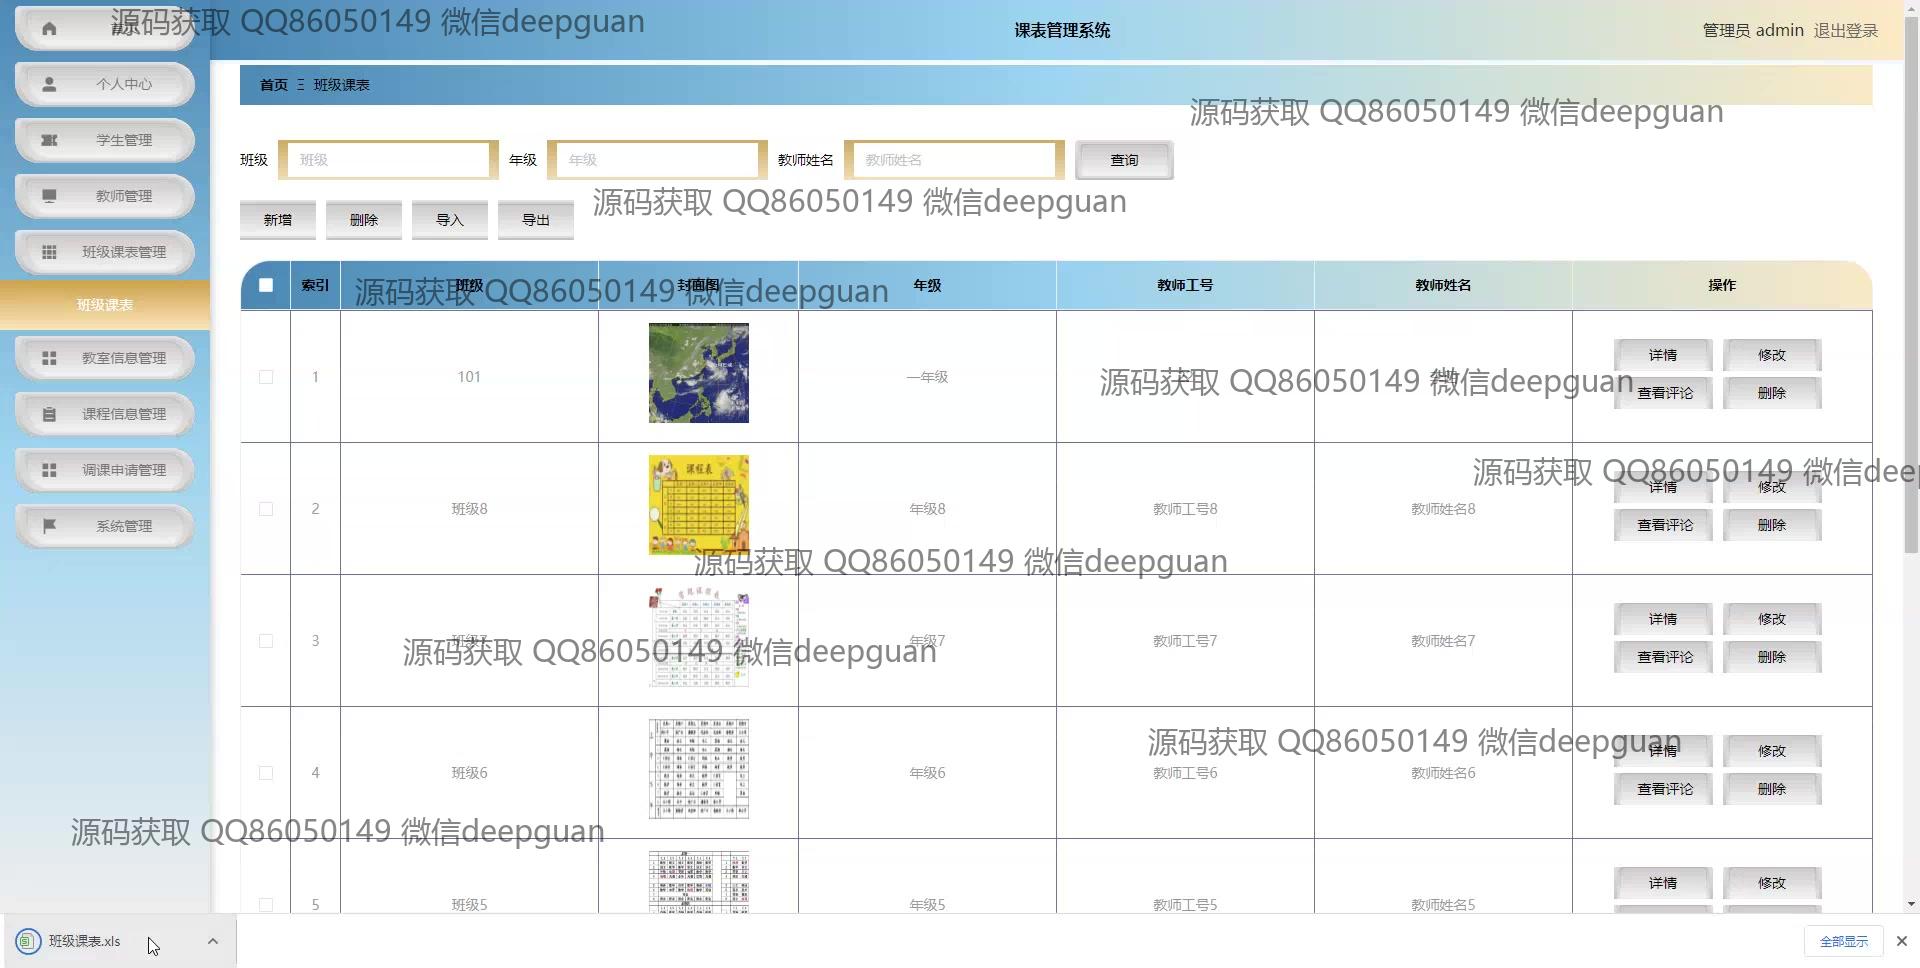 首页
源码获取 QQ86050149 微信deepguan
课表管理系统
管理员 admin 退出登录
个人中心
学生管理
教师管理
班级课表管理
班级课表
教室信息管理
课程信息管理
调课申请管理
系统管理
首页 Ξ 班级课表
源码获取 QQ86050149 微信deepguan
班级 班级 年级 年级 教师姓名 教师姓名 查询
源码获取 QQ86050149 微信deepguan
新增 删除 导入 导出
索引 班级 封面图 年级 教师工号 教师姓名 操作
源码获取 QQ86050149 微信deepguan
1 101 一年级
源码获取 QQ86050149 微信deepguan
详情 修改
查看评论 删除
源码获取 QQ86050149 微信deep
课程表
2 班级8 年级8 教师工号8 教师姓名8
详情 修改
查看评论 删除
源码获取 QQ86050149 微信deepguan
3 班级7 年级7 教师工号7 教师姓名7
详情 修改
查看评论 删除
源码获取 QQ86050149 微信deepguan
4 班级6 年级6 教师工号6 教师姓名6
详情 修改
查看评论 删除
源码获取 QQ86050149 微信deepguan
源码获取 QQ86050149 微信deepguan
5 班级5 年级5 教师工号5 教师姓名5
详情 修改
班级课表.xls
全部显示